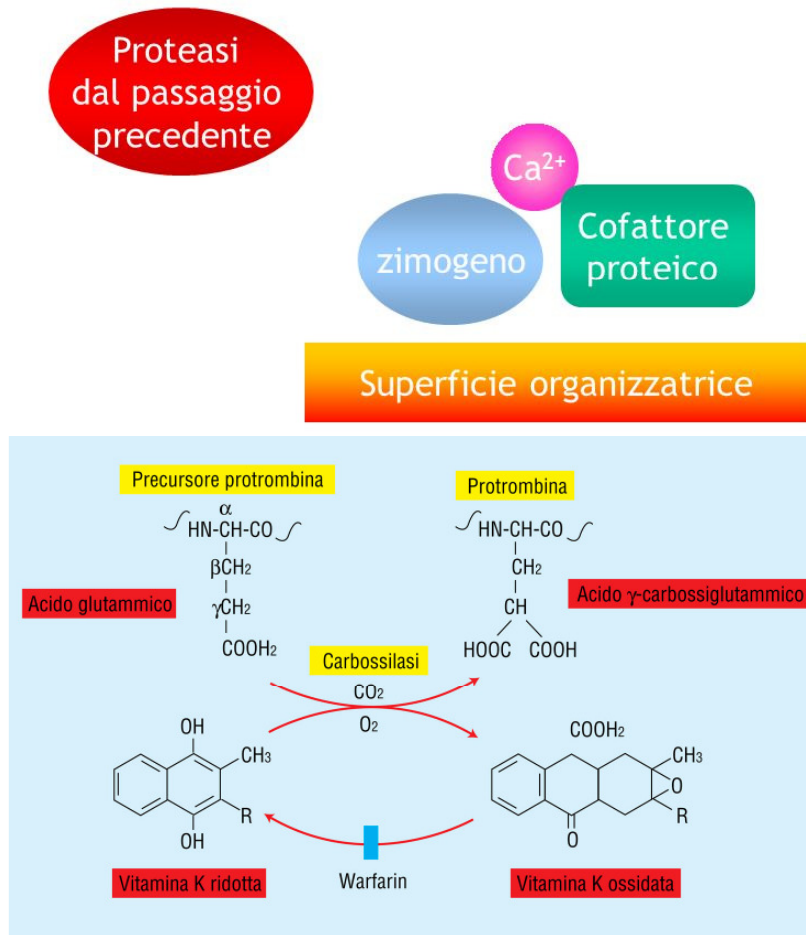 Proteasi
dal passaggio
precedente
Ca²⁺
zimogeno
Cofattore
proteico
Superficie organizzatrice
Precursore protrombina
Protrombina
α
HN-CH-CO
HN-CH-CO
βCH₂
CH₂
Acido glutammico
Acido γ-carbossiglutammico
γCH₂
CH
COOH₂
HOOC COOH
Carbossilasi
CO₂
O₂
OH
CH₃
R
OH
COOH₂
CH₃
O
R
O
Vitamina K ridotta
Warfarin
Vitamina K ossidata